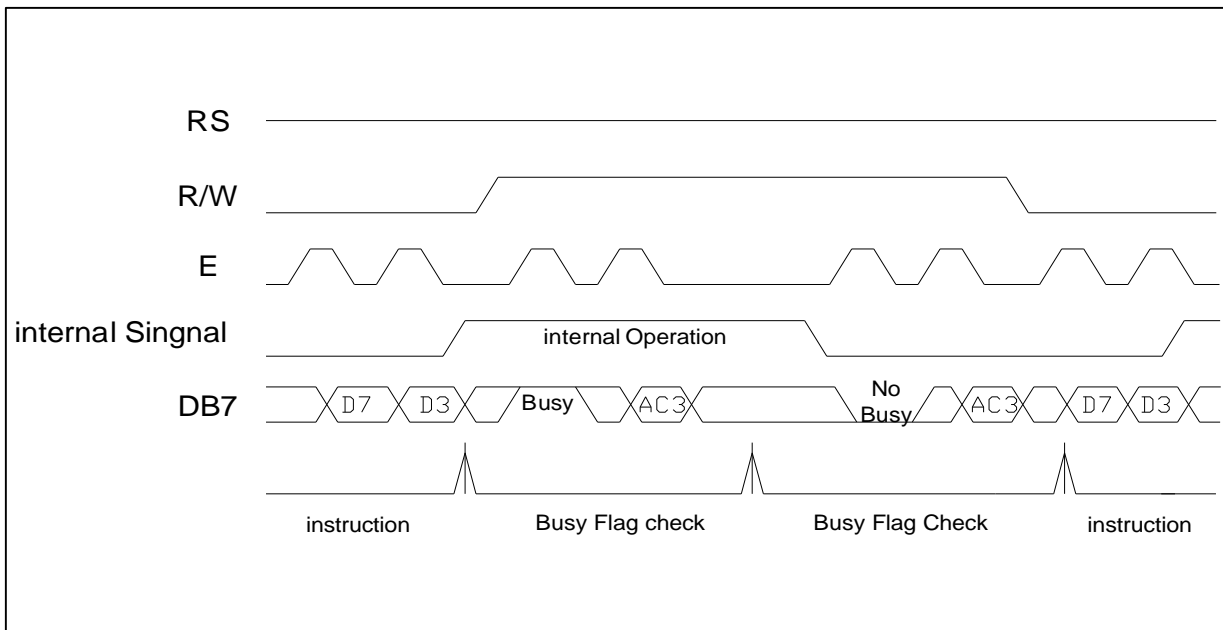 RS
R/W
E
internal Singnal
internal Operation
DB7
D7
D3
Busy
AC3
No
Busy
AC3
D7
D3
instruction
Busy Flag check
Busy Flag Check
instruction